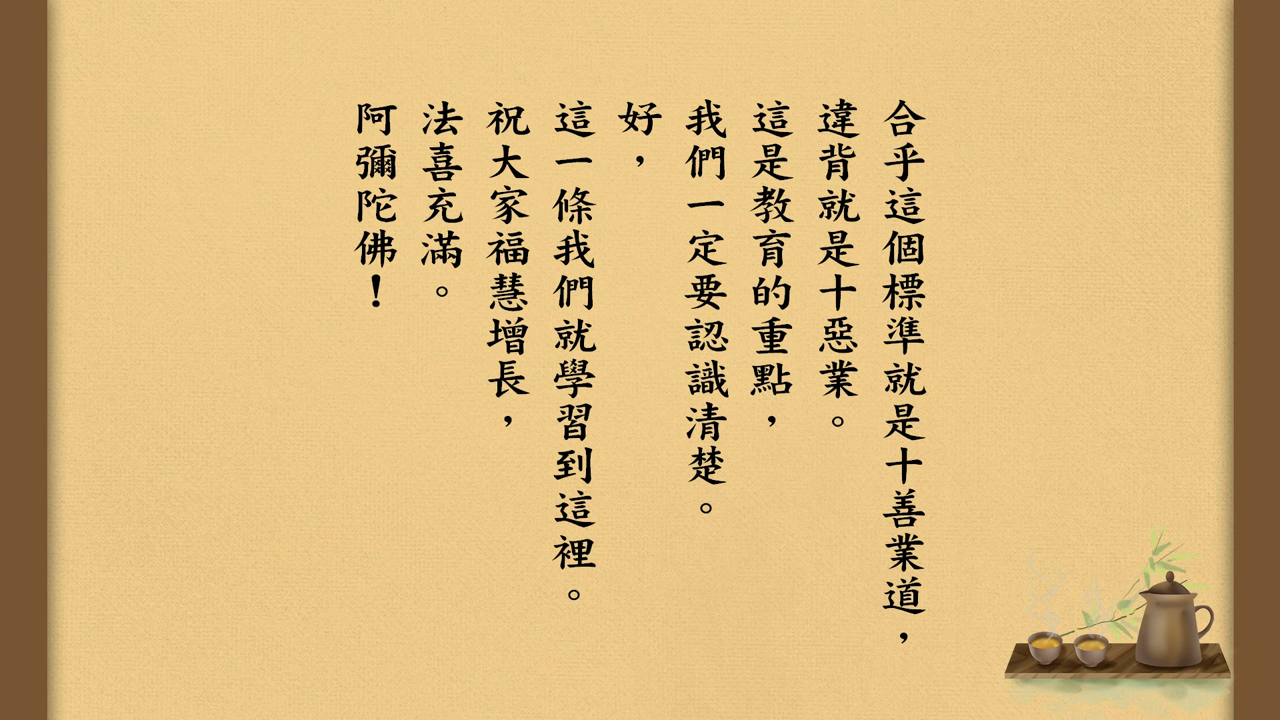 合乎這個標準就是十善業道，
違背就是十惡業。
這是教育的重點，
我們一定要認識清楚。
好，
這一條我們就學習到這裡。
祝大家福慧增長，
法喜充滿。
阿彌陀佛！